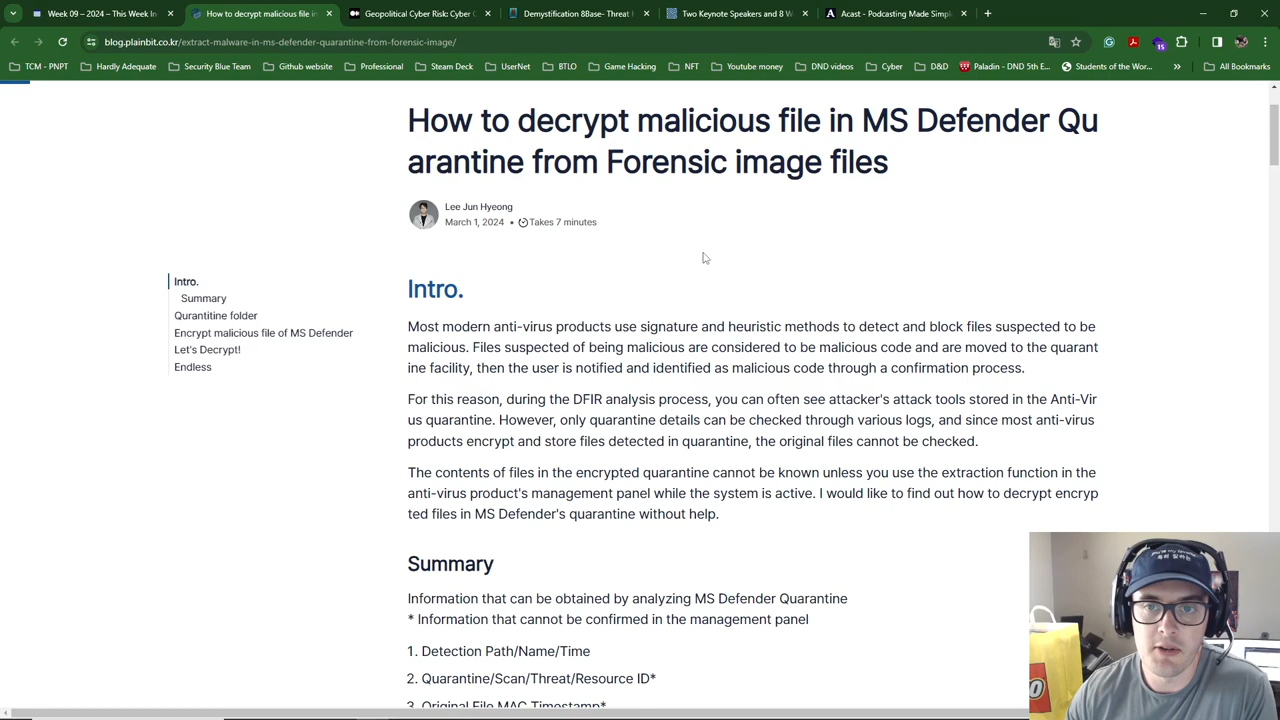 Week 09 – 2024 – This Week In
How to decrypt malicious file in
Geopolitical Cyber Risk: Cyber
Demystification 8Base- Threat
Two Keynote Speakers and 8 W
Acast - Podcasting Made Simple
blog.plainbit.co.kr/extract-malware-in-ms-defender-quarantine-from-forensic-image/
15
TCM - PNPT
Hardly Adequate
Security Blue Team
Github website
Professional
Steam Deck
UserNet
BTLO
Game Hacking
NFT
Youtube money
DND videos
Cyber
D&D
Paladin - DND 5th E...
Students of the Wor...
All Bookmarks
How to decrypt malicious file in MS Defender Qu
arantine from Forensic image files
Lee Jun Hyeong
March 1, 2024 • Takes 7 minutes
Intro.
Summary
Qurantitine folder
Encrypt malicious file of MS Defender
Let's Decrypt!
Endless
Intro.
Most modern anti-virus products use signature and heuristic methods to detect and block files suspected to be
malicious. Files suspected of being malicious are considered to be malicious code and are moved to the quarant
ine facility, then the user is notified and identified as malicious code through a confirmation process.
For this reason, during the DFIR analysis process, you can often see attacker's attack tools stored in the Anti-Vir
us quarantine. However, only quarantine details can be checked through various logs, and since most anti-virus
products encrypt and store files detected in quarantine, the original files cannot be checked.
The contents of files in the encrypted quarantine cannot be known unless you use the extraction function in the
anti-virus product's management panel while the system is active. I would like to find out how to decrypt encryp
ted files in MS Defender's quarantine without help.
Summary
Information that can be obtained by analyzing MS Defender Quarantine
* Information that cannot be confirmed in the management panel
1. Detection Path/Name/Time
2. Quarantine/Scan/Threat/Resource ID*
3. Original File MAC Timestamp*